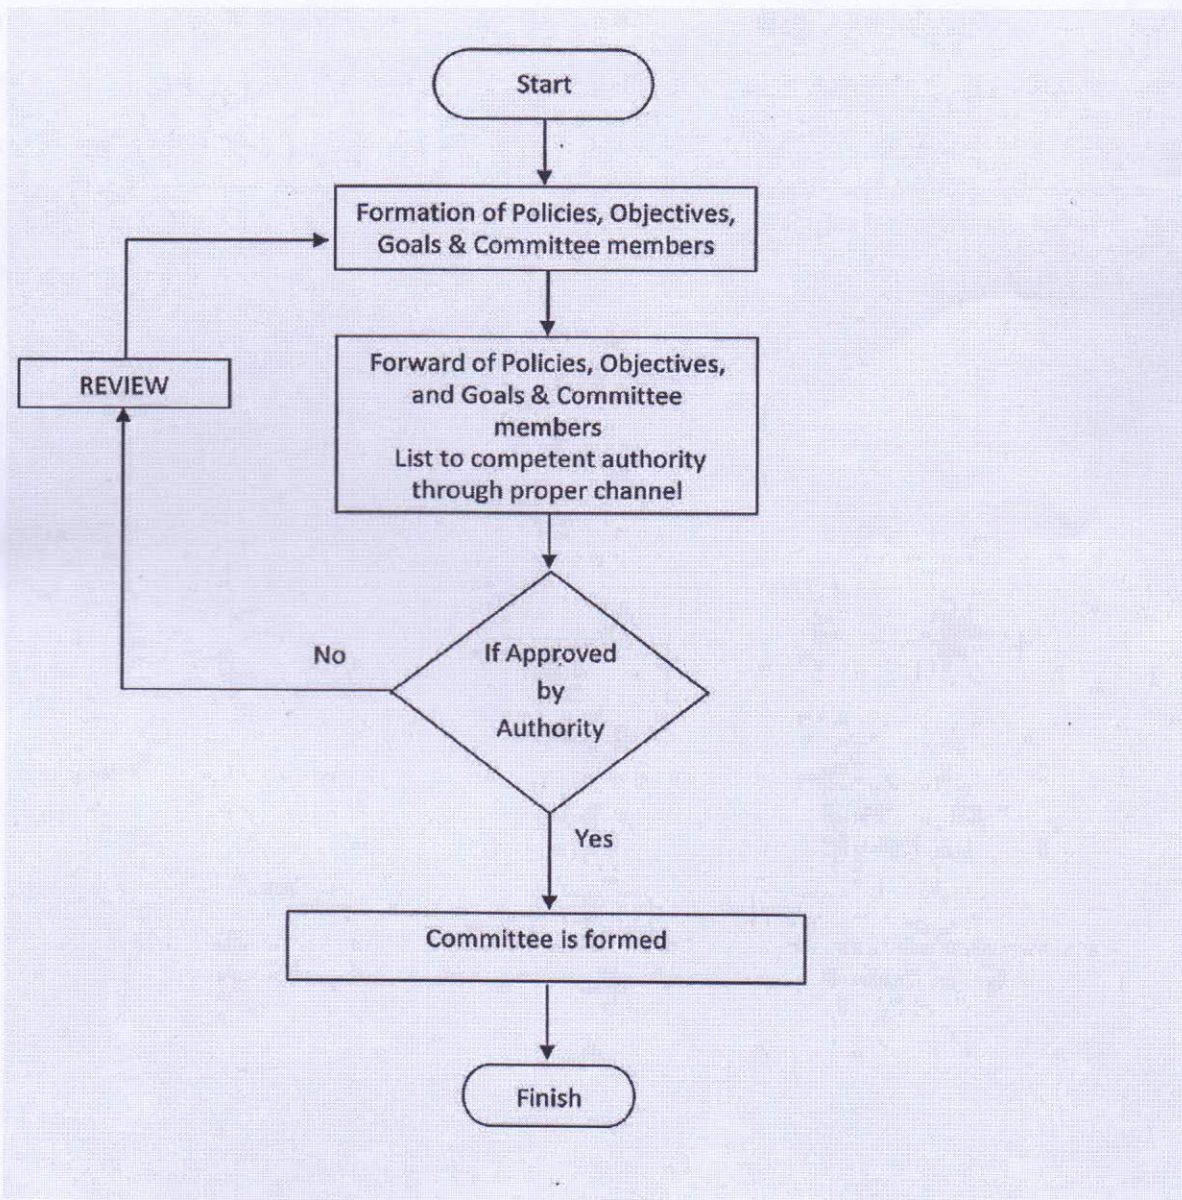 Start
Formation of Policies, Objectives,
Goals & Committee members
REVIEW
Forward of Policies, Objectives,
and Goals & Committee
members
List to competent authority
through proper channel
No
If Approved
by
Authority
Yes
Committee is formed
Finish